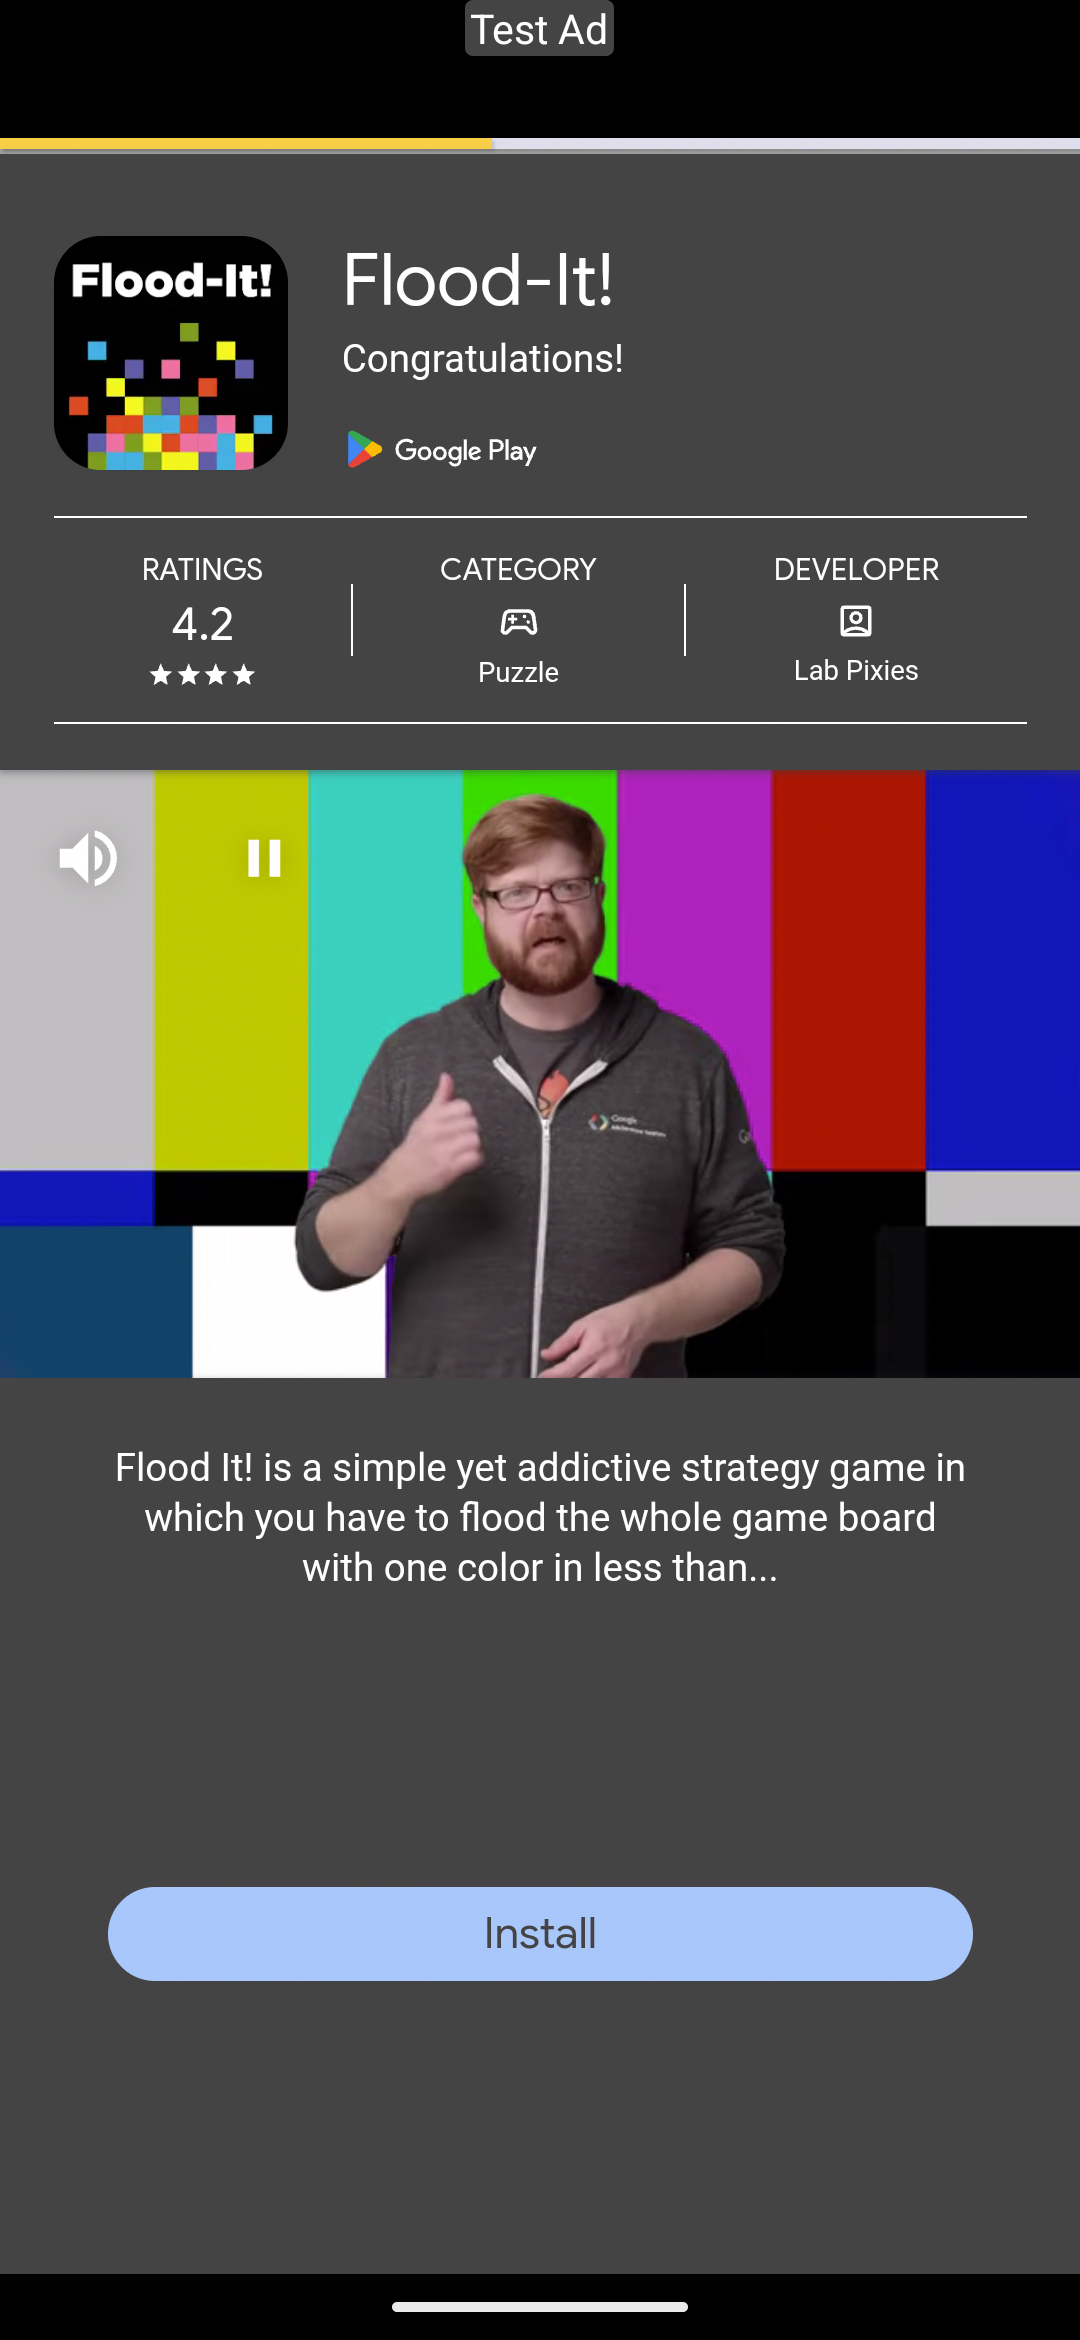 Test Ad
Flood-It!
Flood-It!
Congratulations!
Google Play
RATINGS
CATEGORY
DEVELOPER
4.2
Puzzle
Lab Pixies
Google
Flood It! is a simple yet addictive strategy game in
which you have to flood the whole game board
with one color in less than...
Install